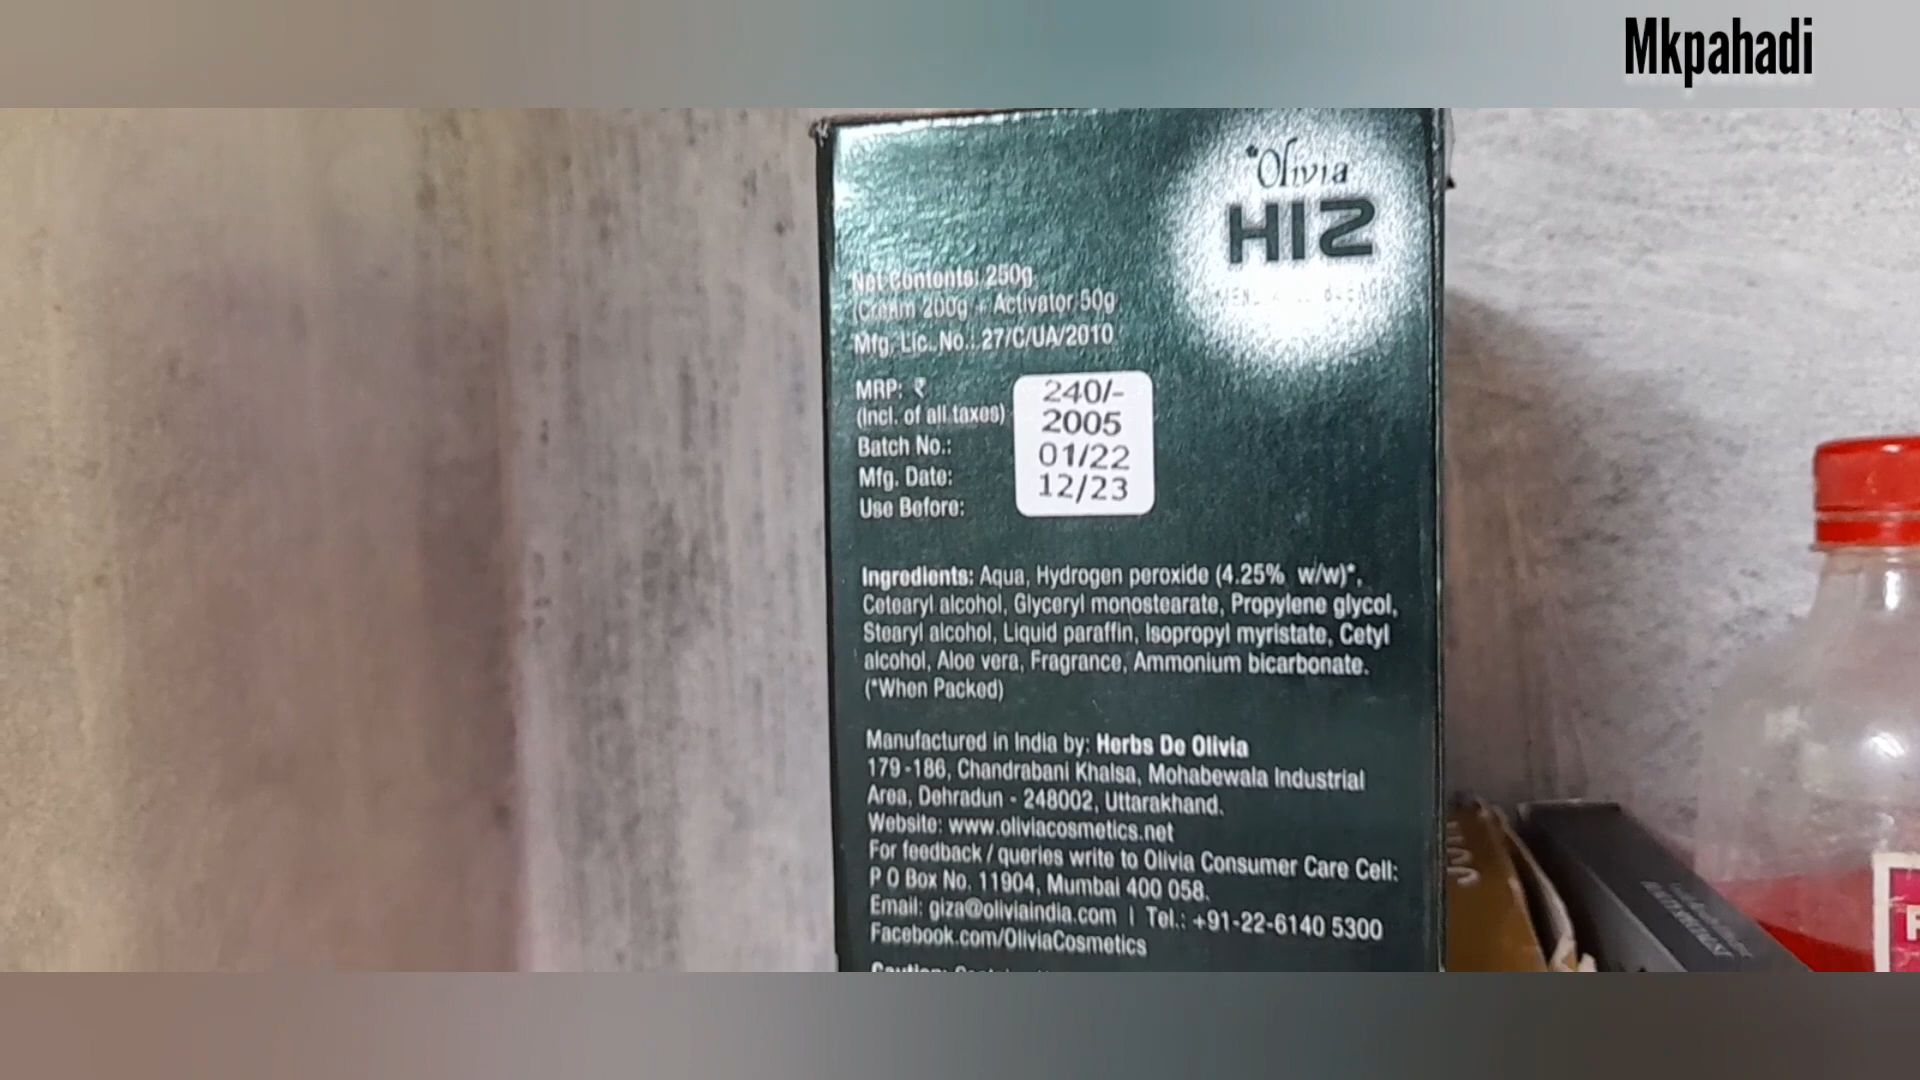 Mkpahadi
Olivia
HIZ
Net Contents: 250g
(Cream 200g + Activator 50g
Mfg. Lic. No.: 27/C/UA/2010
MRP: ₹ 240/-
(Incl. of all taxes) 2005
Batch No.: 01/22
Mfg. Date: 12/23
Use Before:
Ingredients: Aqua, Hydrogen peroxide (4.25% w/w)*,
Cetearyl alcohol, Glyceryl monostearate, Propylene glycol,
Stearyl alcohol, Liquid paraffin, Isopropyl myristate, Cetyl
alcohol, Aloe vera, Fragrance, Ammonium bicarbonate.
(*When Packed)
Manufactured in India by: Herbs De Olivia
179-186, Chandrabani Khalsa, Mohabewala Industrial
Area, Dehradun - 248002, Uttarakhand.
Website: www.oliviacosmetics.net
For feedback / queries write to Olivia Consumer Care Cell:
P O Box No. 11904, Mumbai 400 058.
Email: giza@oliviaindia.com | Tel.: +91-22-6140 5300
Facebook.com/OliviaCosmetics